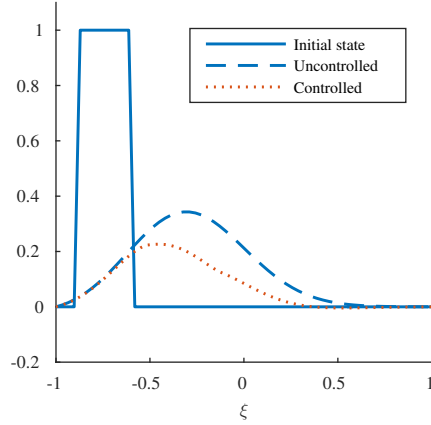 1
0.8
0.6
0.4
0.2
0
-0.2
Initial state
Uncontrolled
Controlled
-1 -0.5 0 0.5 1
ξ